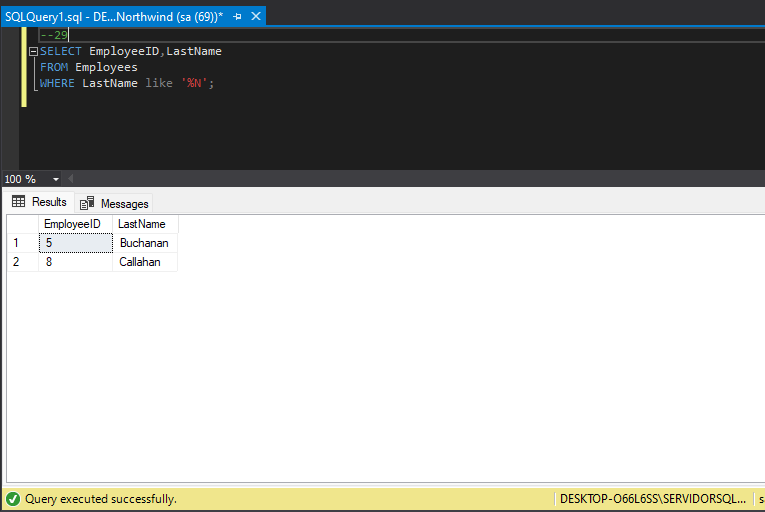 SQLQuery1.sql - DE...Northwind (sa (69))*
--29
SELECT EmployeeID,LastName
FROM Employees
WHERE LastName like '%N';
100 %
Results Messages
EmployeeID LastName
1 5 Buchanan
2 8 Callahan
Query executed successfully. DESKTOP-O66L6SS\SERVIDORSQL... s